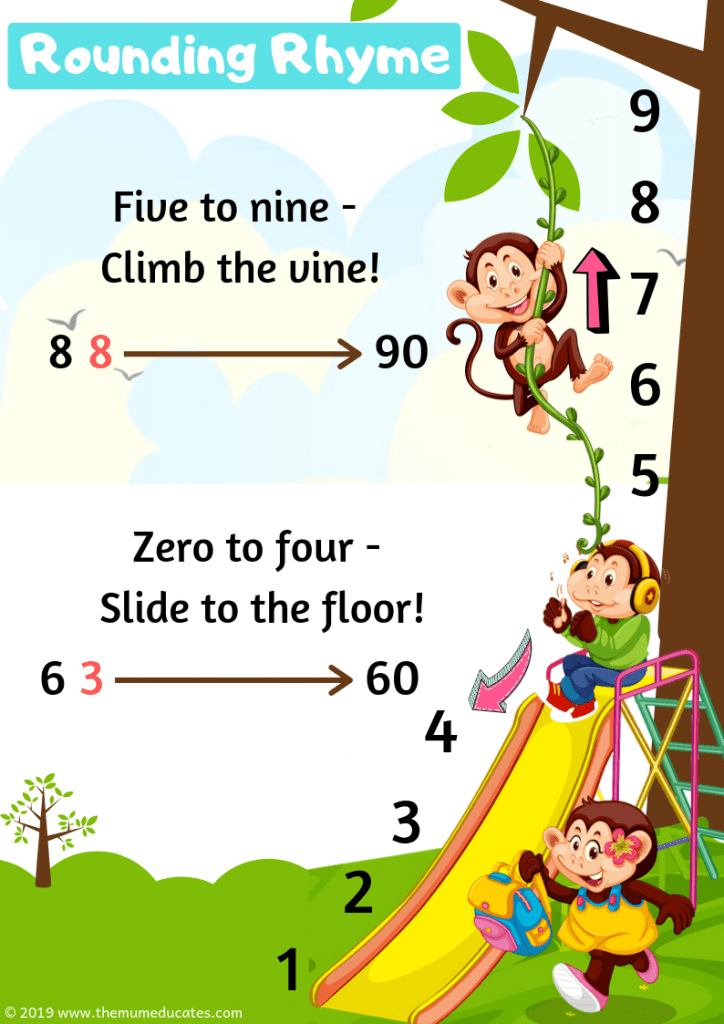 Rounding Rhyme
9
8
7
6
5
Five to nine -
Climb the vine!
8 8 90
Zero to four -
Slide to the floor!
6 3 60
4
3
2
1
© 2019 www.themumeducates.com